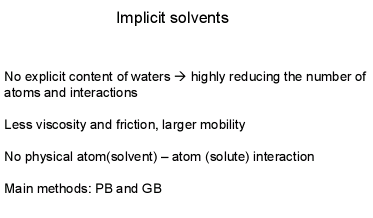 Implicit solvents
No explicit content of waters → highly reducing the number of
atoms and interactions
Less viscosity and friction, larger mobility
No physical atom(solvent) – atom (solute) interaction
Main methods: PB and GB